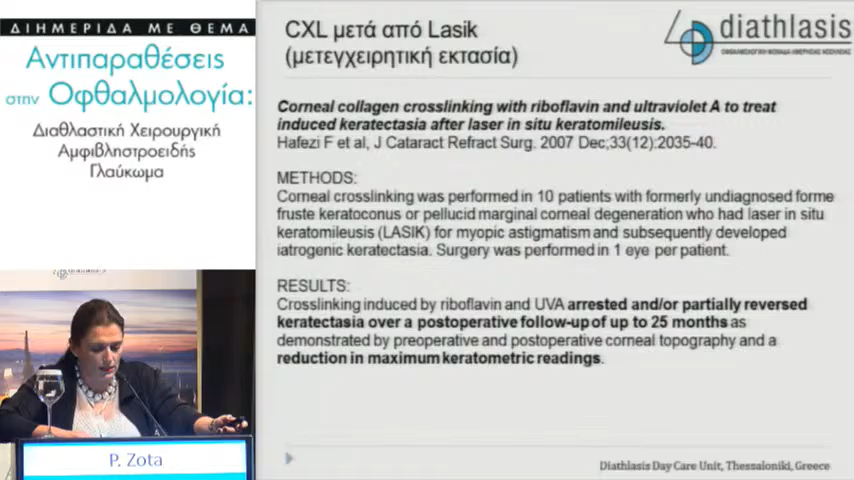 ΔΙΗΜΕΡΙΔΑ ΜΕ ΘΕΜΑ
Αντιπαραθέσεις
στην Οφθαλμολογία:
Διαθλαστική Χειρουργική
Αμφιβληστροειδής
Γλαύκωμα
P. Zota
CXL μετά από Lasik
(μετεγχειρητική εκτασία)
diathlasis
ΟΦΘΑΛΜΟΛΟΓΙΚΗ ΜΟΝΑΔΑ ΗΜΕΡΗΣΙΑΣ ΝΟΣΗΛΕΙΑΣ
Corneal collagen crosslinking with riboflavin and ultraviolet A to treat
induced keratectasia after laser in situ keratomileusis.
Hafezi F et al, J Cataract Refract Surg. 2007 Dec;33(12):2035-40.
METHODS:
Corneal crosslinking was performed in 10 patients with formerly undiagnosed forme
fruste keratoconus or pellucid marginal corneal degeneration who had laser in situ
keratomileusis (LASIK) for myopic astigmatism and subsequently developed
iatrogenic keratectasia. Surgery was performed in 1 eye per patient.
RESULTS:
Crosslinking induced by riboflavin and UVA arrested and/or partially reversed
keratectasia over a postoperative follow-up of up to 25 months as
demonstrated by preoperative and postoperative corneal topography and a
reduction in maximum keratometric readings.
Diathlasis Day Care Unit, Thessaloniki, Greece